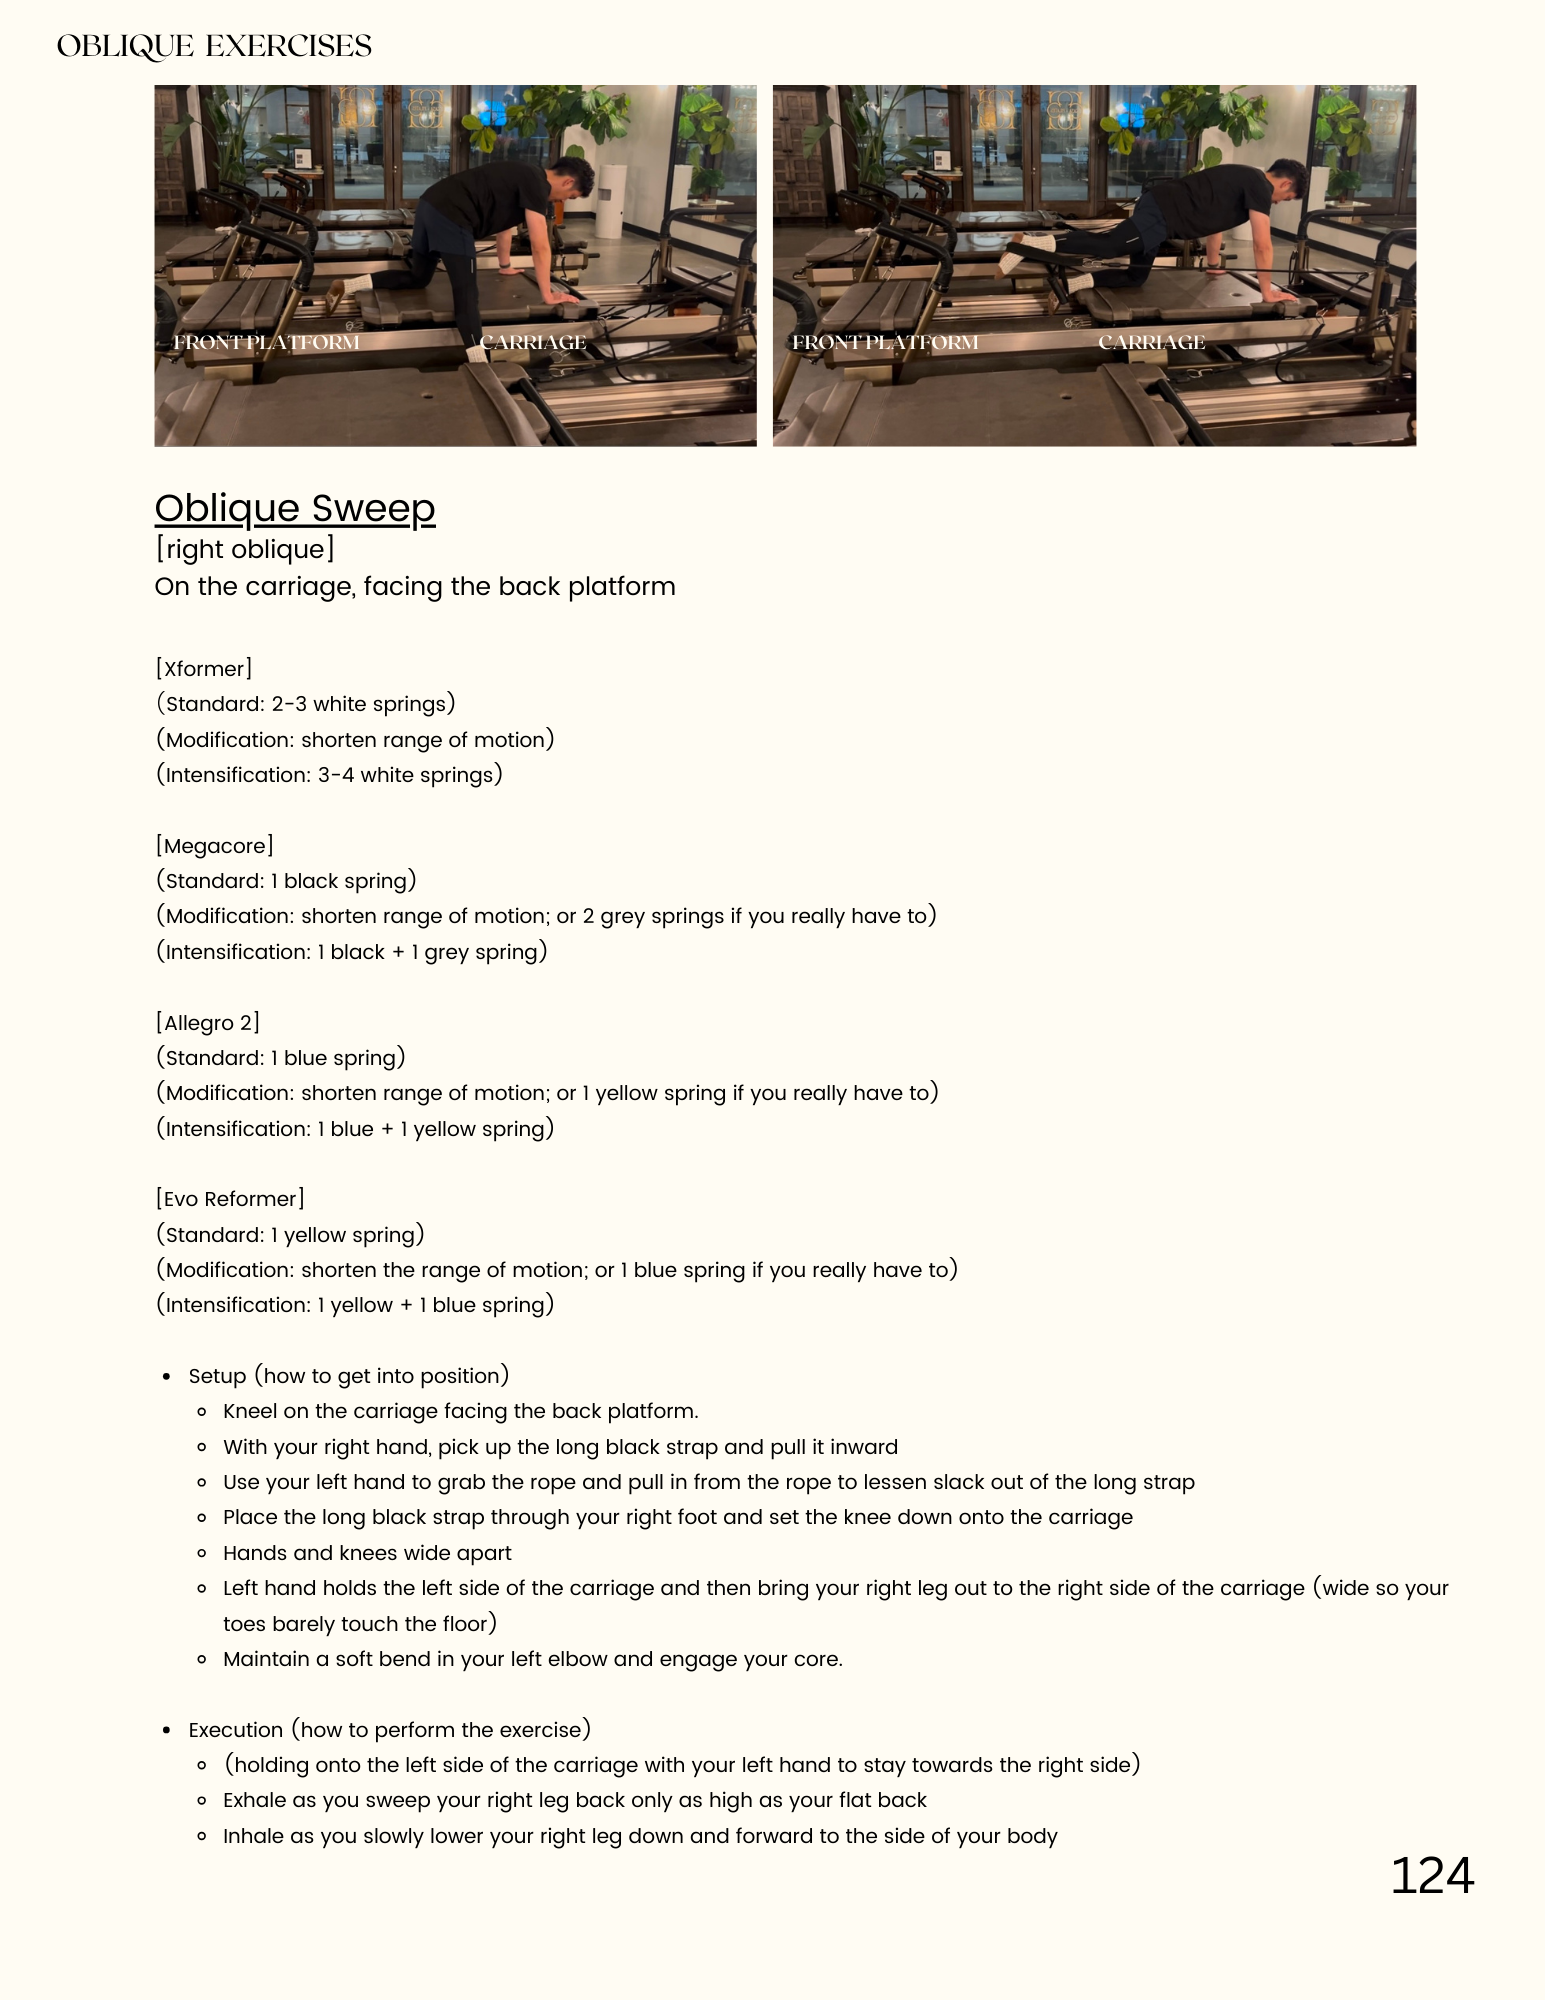 OBLIQUE EXERCISES
FRONT PLATFORM
CARRIAGE
FRONT PLATFORM
CARRIAGE
Oblique Sweep
[right oblique]
On the carriage, facing the back platform
[Xformer]
(Standard: 2-3 white springs)
(Modification: shorten range of motion)
(Intensification: 3-4 white springs)
[Megacore]
(Standard: 1 black spring)
(Modification: shorten range of motion; or 2 grey springs if you really have to)
(Intensification: 1 black + 1 grey spring)
[Allegro 2]
(Standard: 1 blue spring)
(Modification: shorten range of motion; or 1 yellow spring if you really have to)
(Intensification: 1 blue + 1 yellow spring)
[Evo Reformer]
(Standard: 1 yellow spring)
(Modification: shorten the range of motion; or 1 blue spring if you really have to)
(Intensification: 1 yellow + 1 blue spring)
• Setup (how to get into position)
◦ Kneel on the carriage facing the back platform.
◦ With your right hand, pick up the long black strap and pull it inward
◦ Use your left hand to grab the rope and pull in from the rope to lessen slack out of the long strap
◦ Place the long black strap through your right foot and set the knee down onto the carriage
◦ Hands and knees wide apart
◦ Left hand holds the left side of the carriage and then bring your right leg out to the right side of the carriage (wide so your
toes barely touch the floor)
◦ Maintain a soft bend in your left elbow and engage your core.
• Execution (how to perform the exercise)
◦ (holding onto the left side of the carriage with your left hand to stay towards the right side)
◦ Exhale as you sweep your right leg back only as high as your flat back
◦ Inhale as you slowly lower your right leg down and forward to the side of your body
124